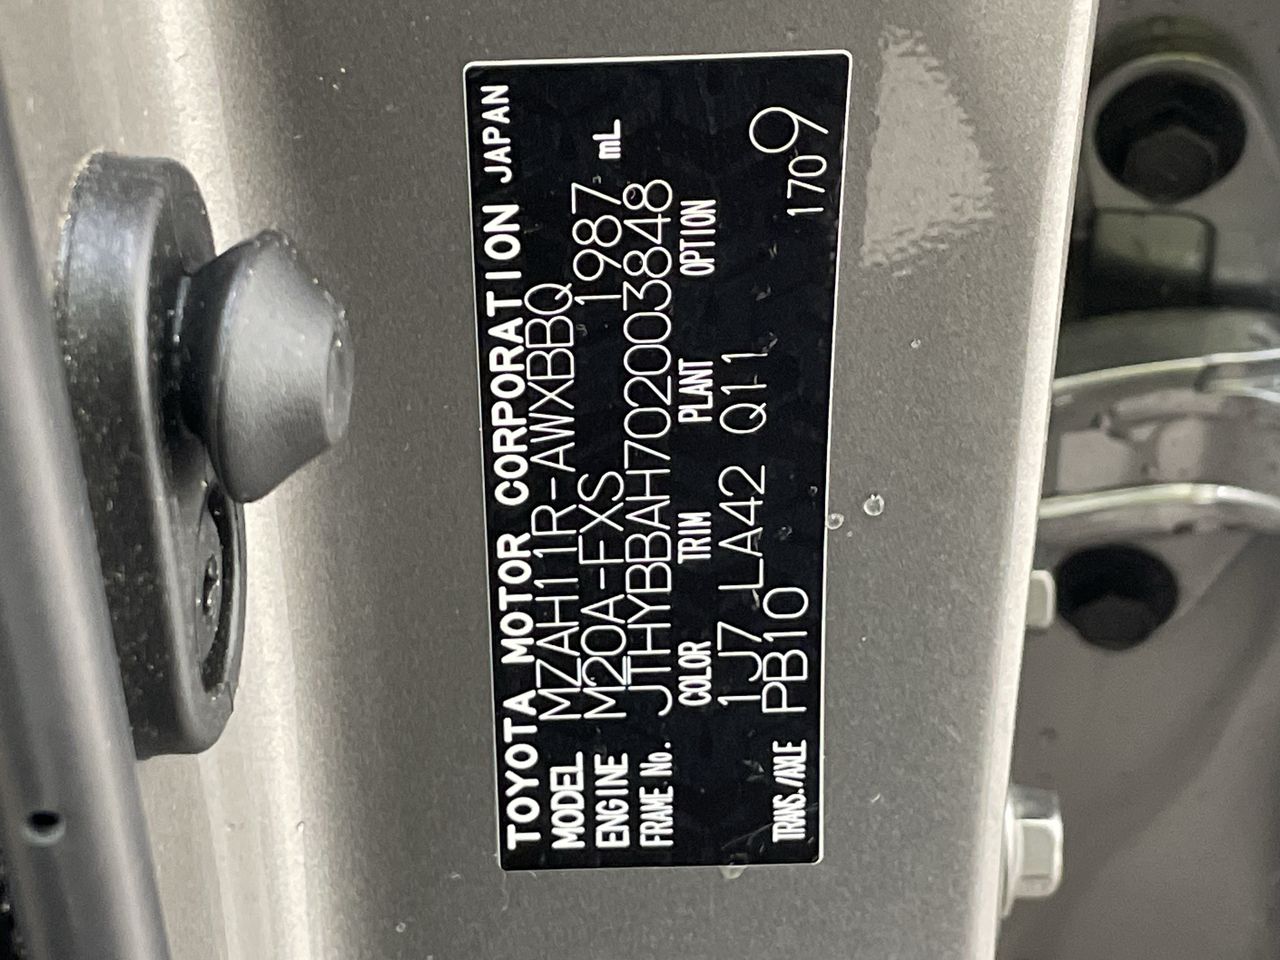 TOYOTA MOTOR CORPORATION JAPAN
MODEL MZAH11R-AWXBBQ
ENGINE M20A-FXS 1987 mL
FRAME No. JTHYBBAH702003848
COLOR TRIM PLANT OPTION
1J7 LA42 Q11 O
TRANS./AXLE PB10 1709